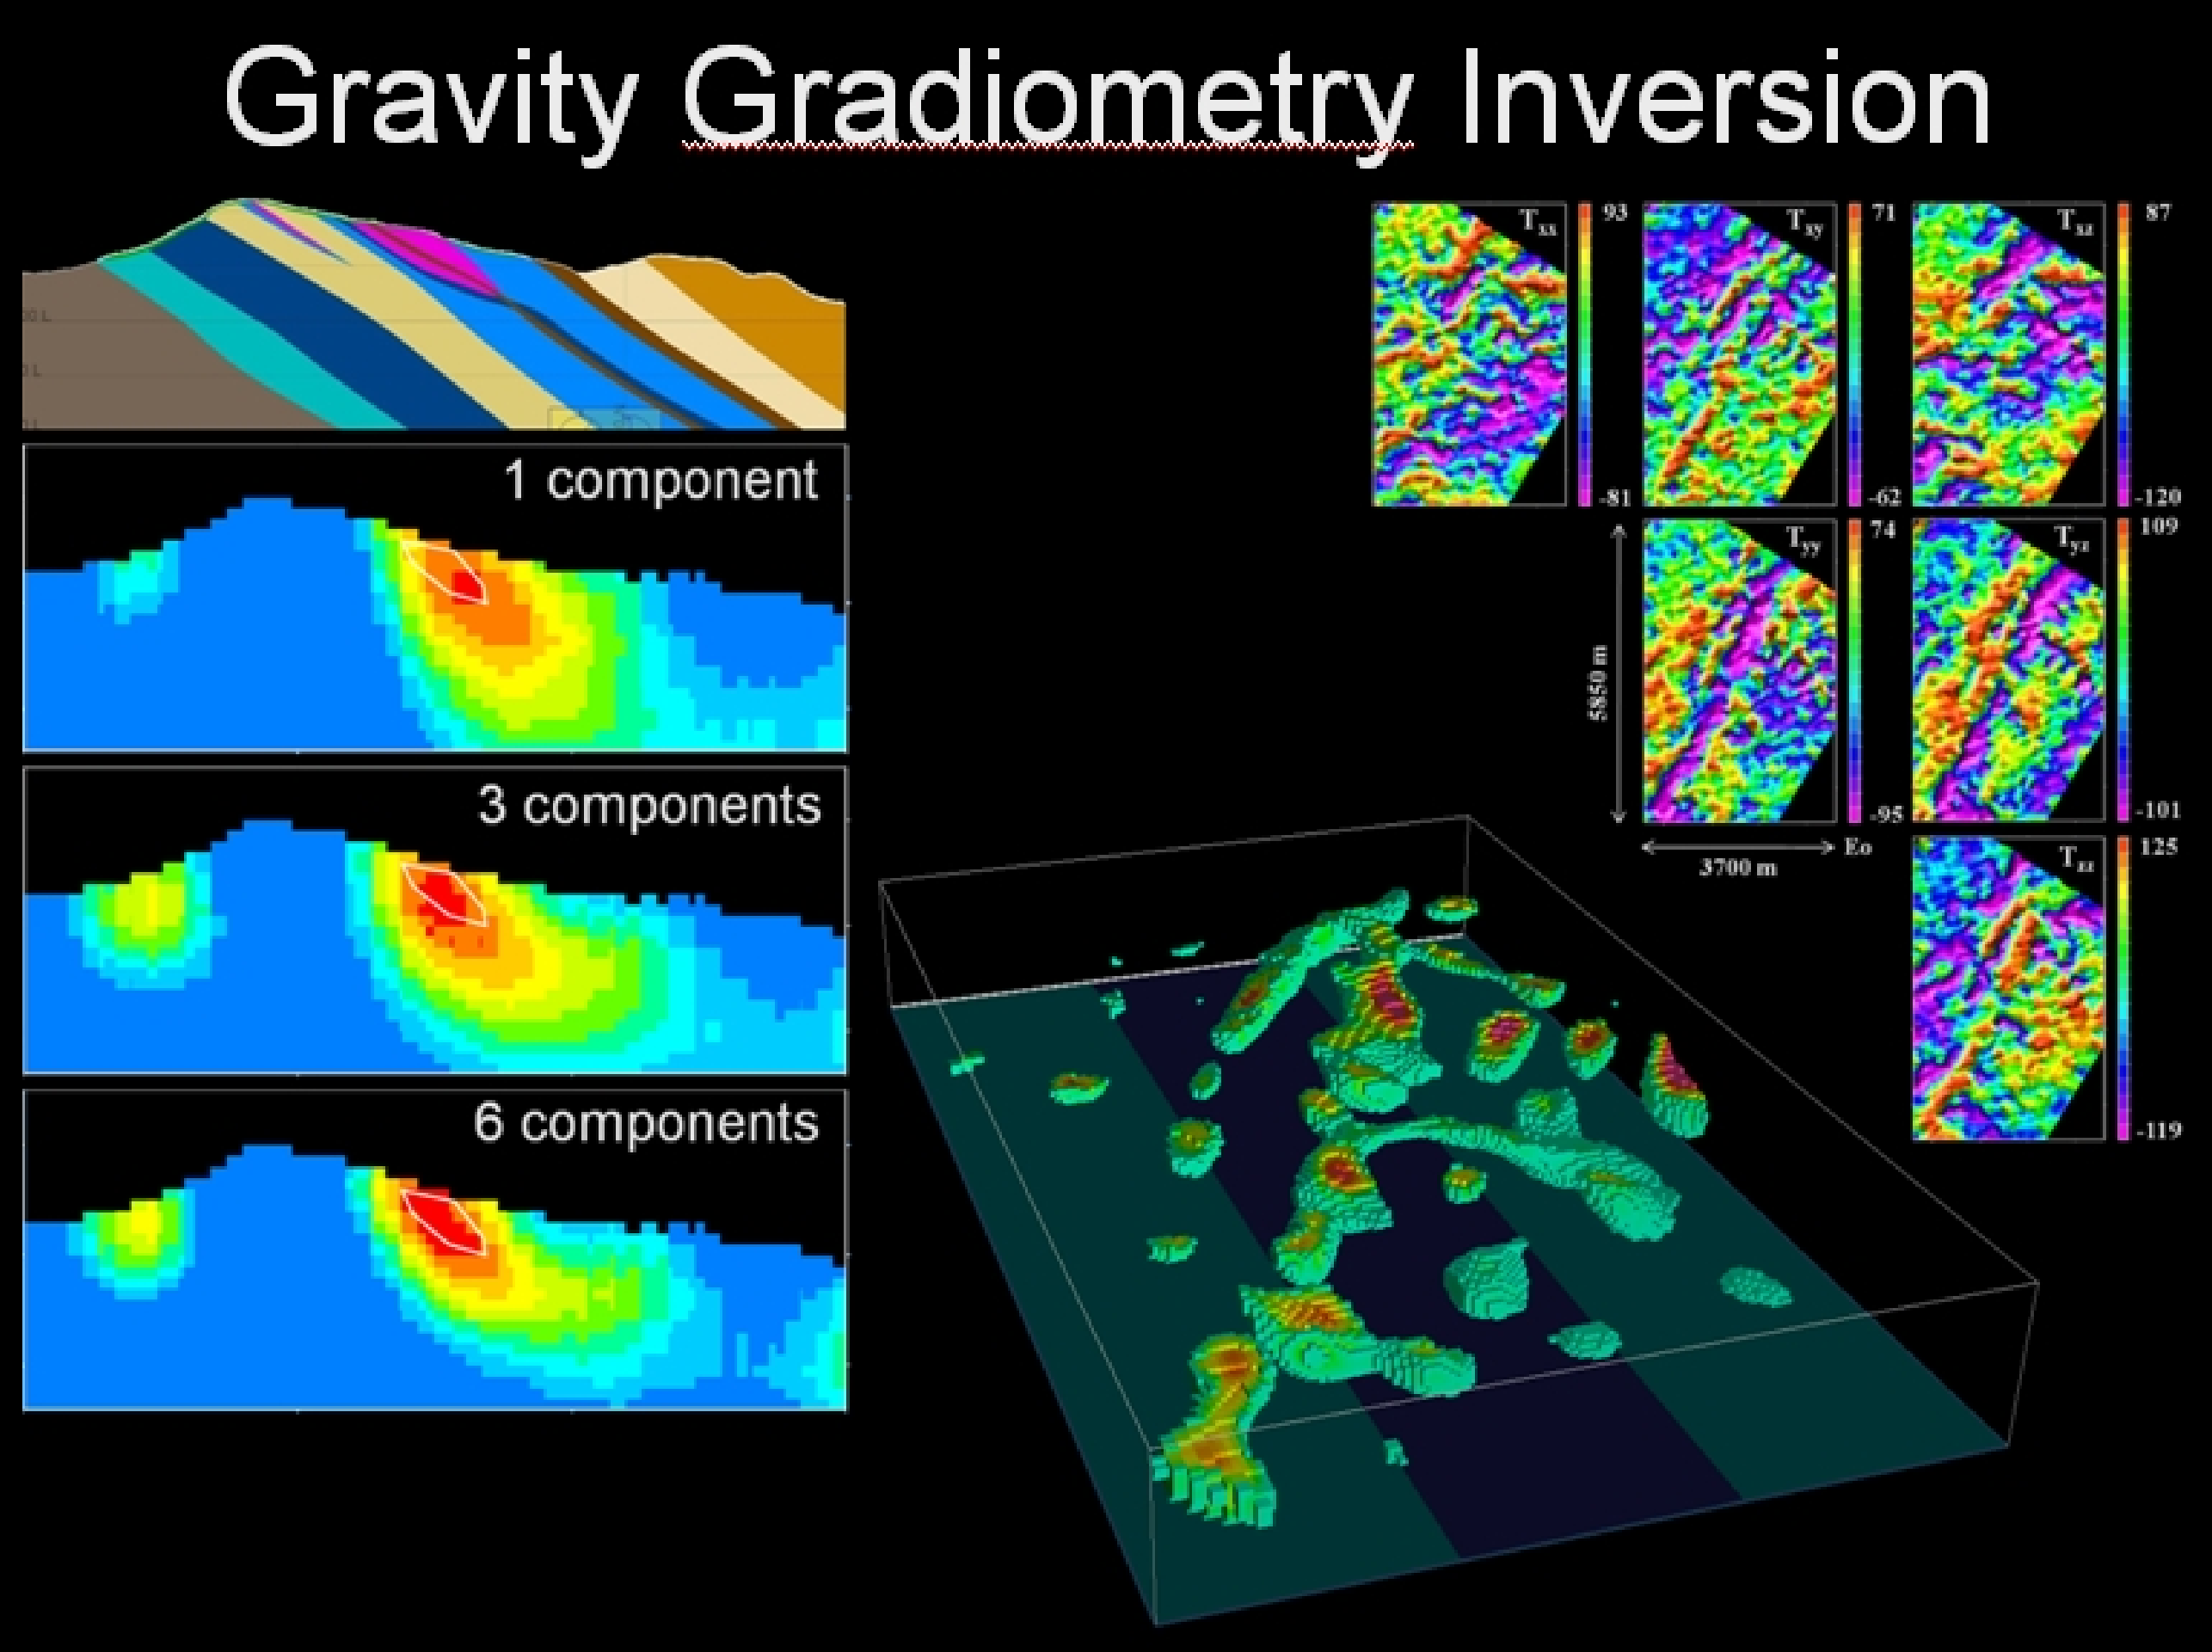 Gravity Gradiometry Inversion
1 component
3 components
6 components
Txx
93
-81
Txy
71
-62
Txz
87
-120
Tyy
74
-95
5850 m
3700 m
Eo
Tyz
109
-101
Tzz
125
-119